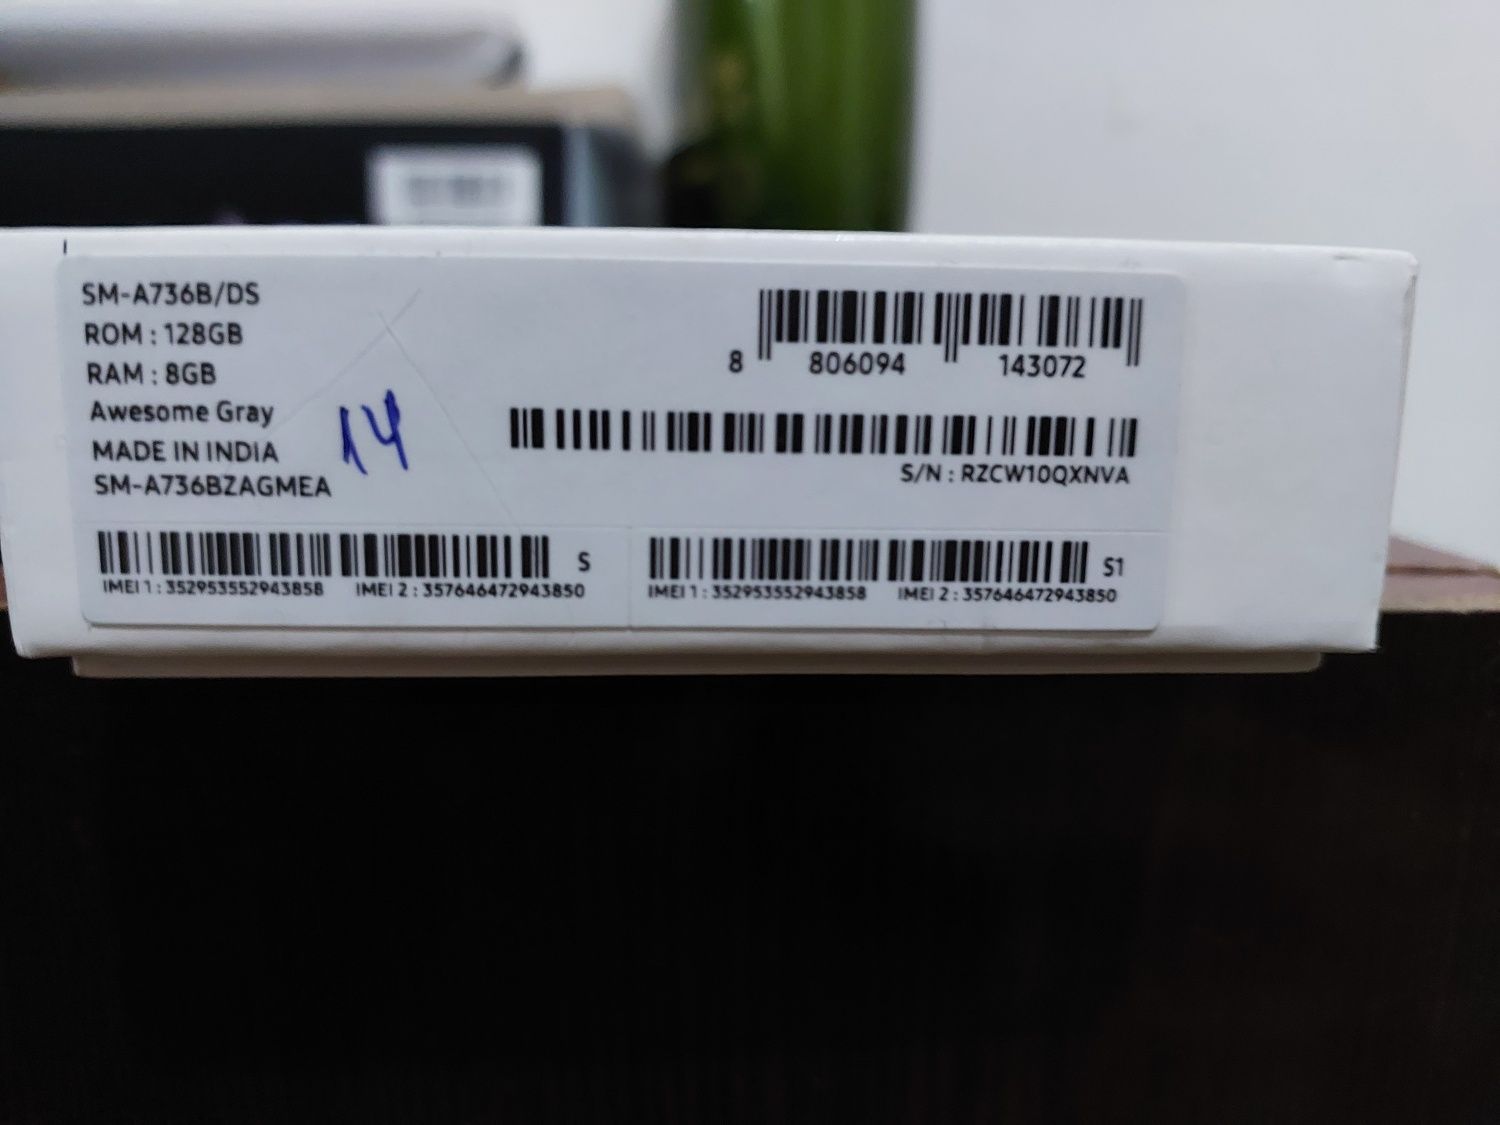 SM-A736B/DS
ROM : 128GB
RAM : 8GB
Awesome Gray
MADE IN INDIA
SM-A736BZAGMEA
14
8 806094 143072
S/N : RZCW10QXNVA
S
IMEI 1 : 352953552943858 IMEI 2 : 357646472943850
S1
IMEI 1 : 352953552943858 IMEI 2 : 357646472943850